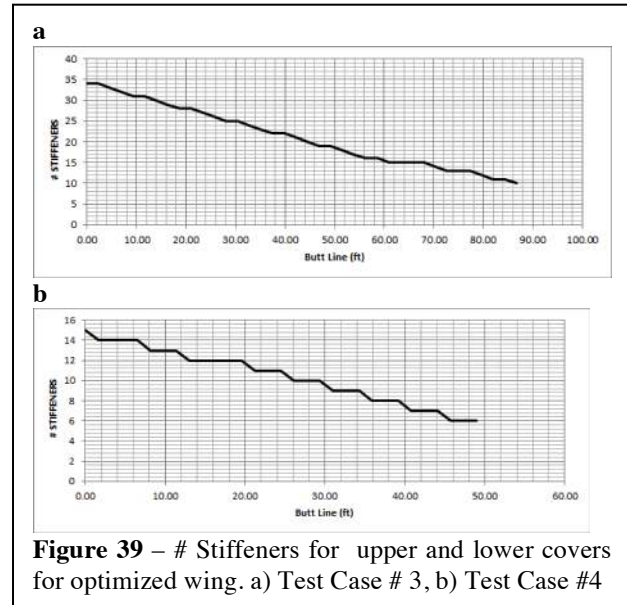 a
40
35
30
25
20
15
10
5
0
# STIFFENERS
0.00 10.00 20.00 30.00 40.00 50.00 60.00 70.00 80.00 90.00 100.00
Butt Line (ft)
b
16
14
12
10
8
6
4
2
0
# STIFFENERS
0.00 10.00 20.00 30.00 40.00 50.00 60.00
Butt Line (ft)
Figure 39 – # Stiffeners for upper and lower covers
for optimized wing. a) Test Case # 3, b) Test Case #4